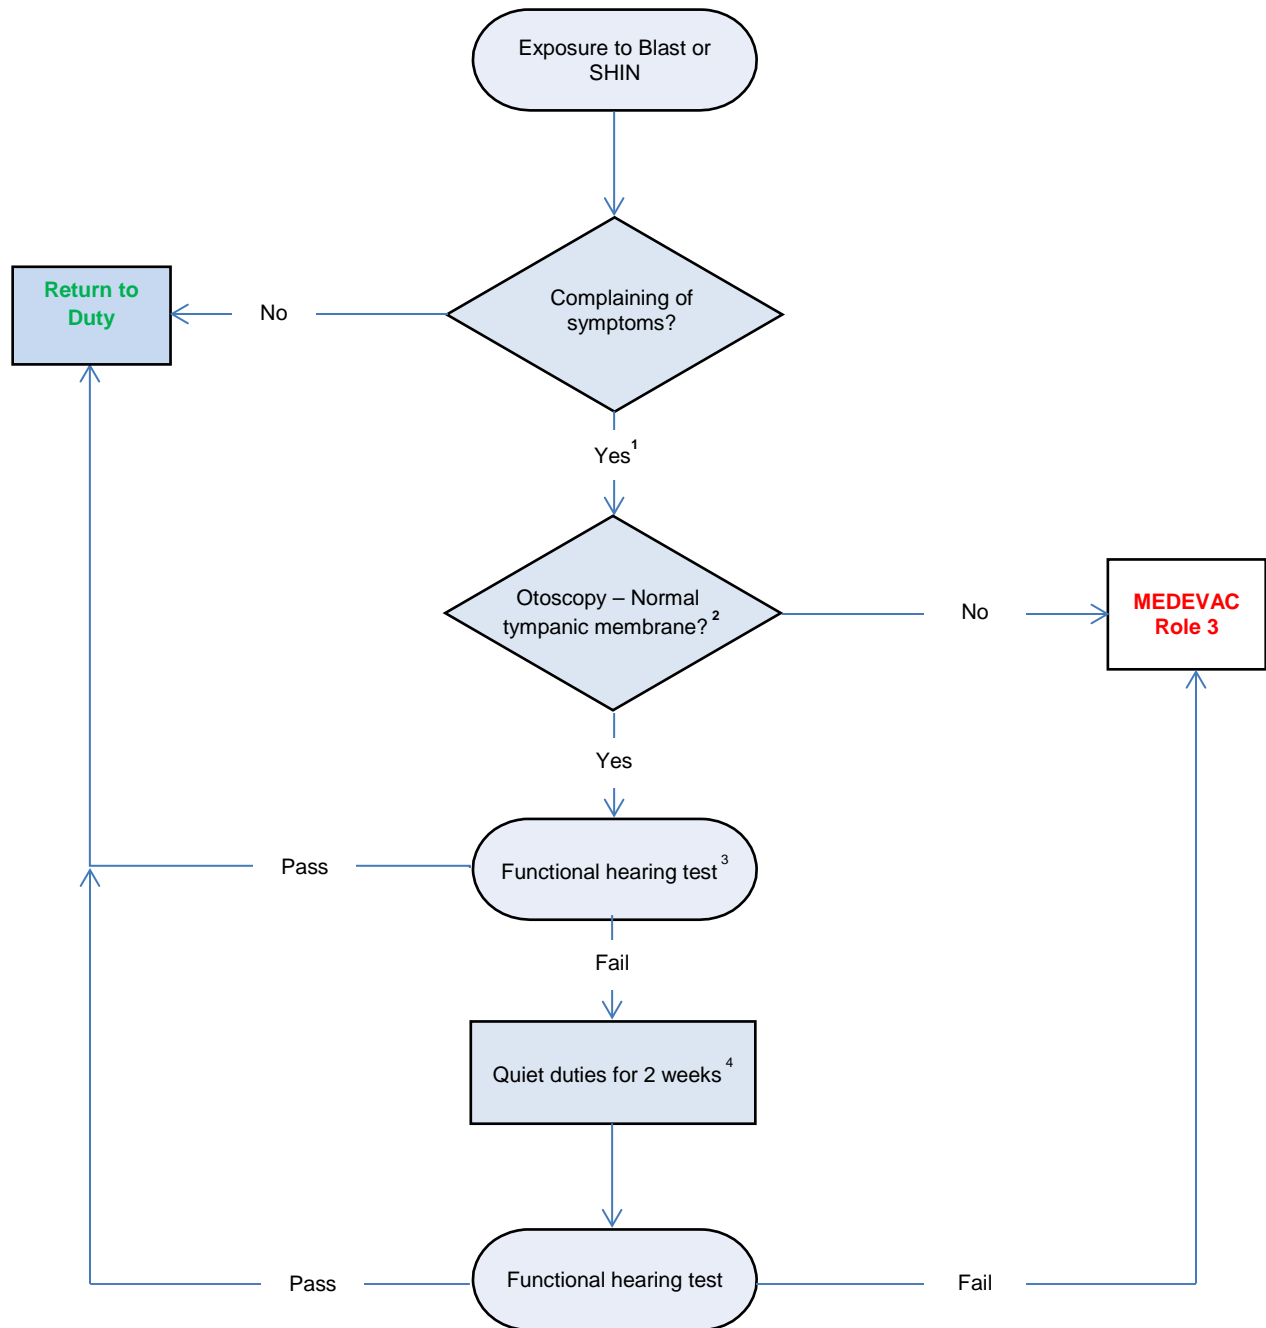 Exposure to Blast or
SHIN
Complaining of
symptoms?
No
Return to
Duty
Yes1
Otoscopy – Normal
tympanic membrane? 2
No
MEDEVAC
Role 3
Yes
Functional hearing test 3
Pass
Fail
Quiet duties for 2 weeks 4
Functional hearing test
Pass
Fail